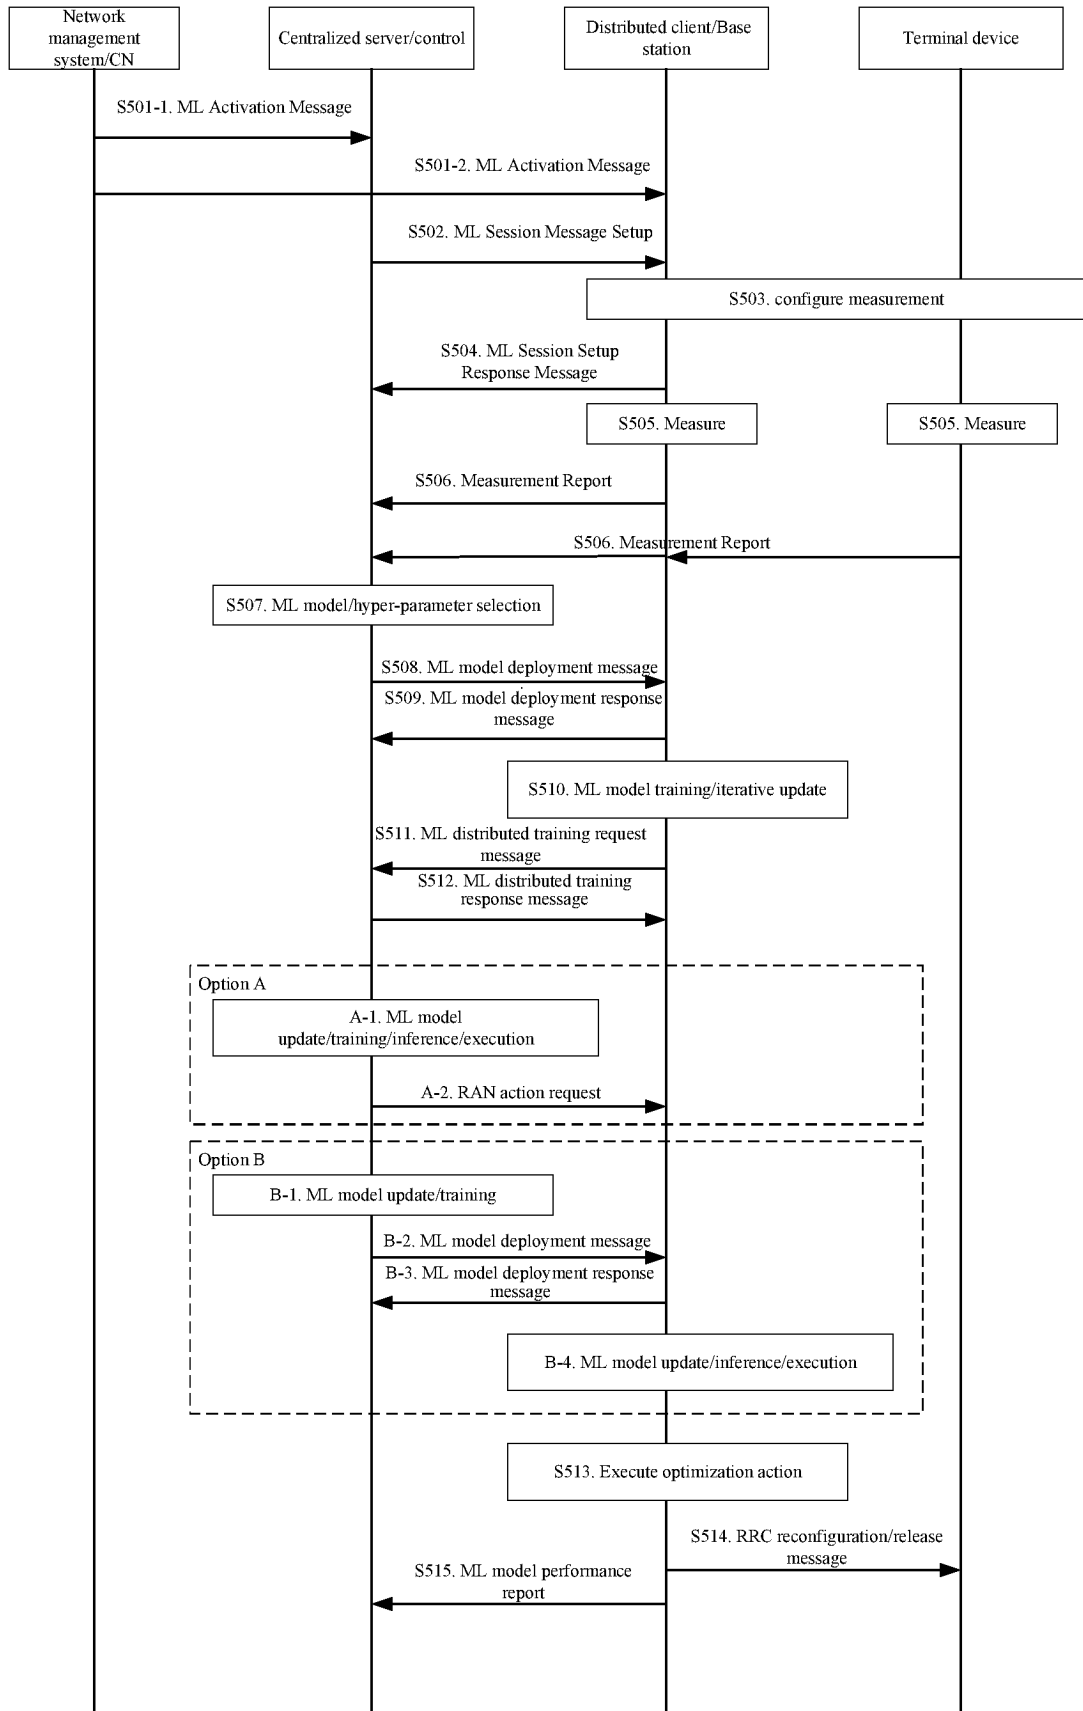 Network
management
system/CN
Centralized server/control
Distributed client/Base
station
Terminal device
S501-1. ML Activation Message
S501-2. ML Activation Message
S502. ML Session Message Setup
S503. configure measurement
S504. ML Session Setup
Response Message
S505. Measure
S505. Measure
S506. Measurement Report
S506. Measurement Report
S507. ML model/hyper-parameter selection
S508. ML model deployment message
S509. ML model deployment response
message
S510. ML model training/iterative update
S511. ML distributed training request
message
S512. ML distributed training
response message
Option A
A-1. ML model
update/training/inference/execution
A-2. RAN action request
Option B
B-1. ML model update/training
B-2. ML model deployment message
B-3. ML model deployment response
message
B-4. ML model update/inference/execution
S513. Execute optimization action
S514. RRC reconfiguration/release
message
S515. ML model performance
report